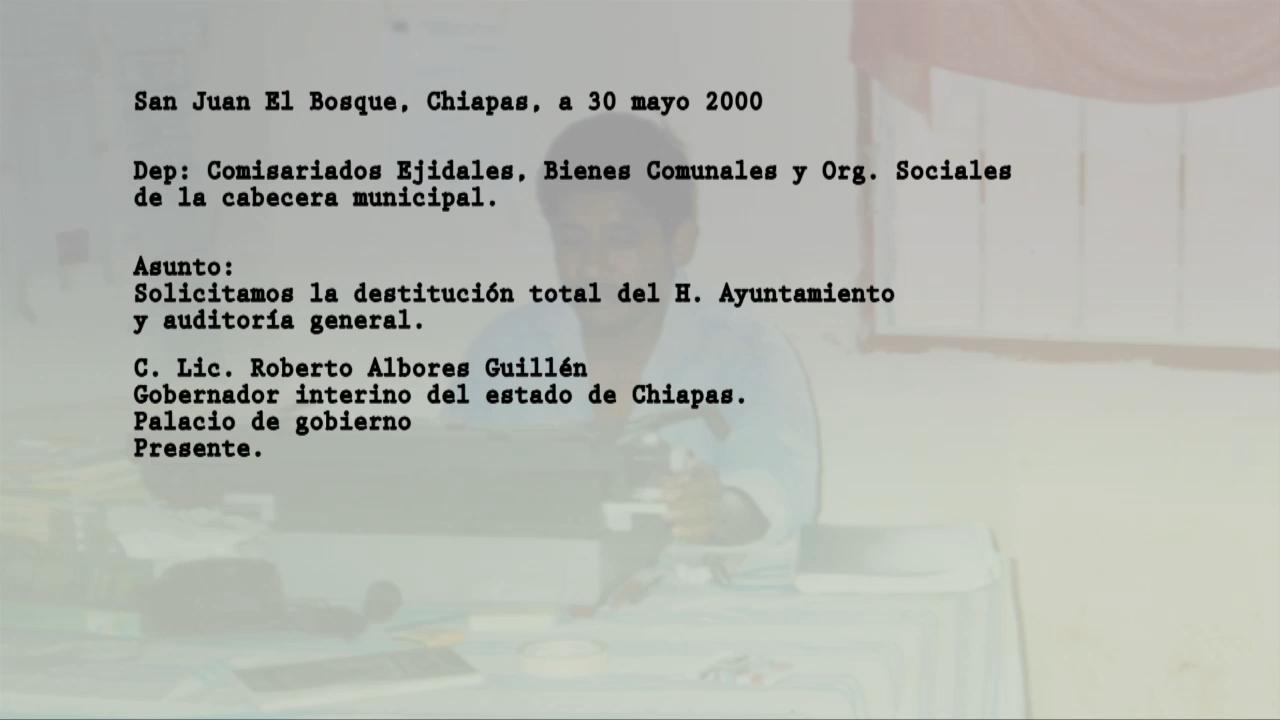 San Juan El Bosque, Chiapas, a 30 mayo 2000
Dep: Comisariados Ejidales, Bienes Comunales y Org. Sociales
de la cabecera municipal.
Asunto:
Solicitamos la destitución total del H. Ayuntamiento
y auditoría general.
C. Lic. Roberto Albores Guillén
Gobernador interino del estado de Chiapas.
Palacio de gobierno
Presente.